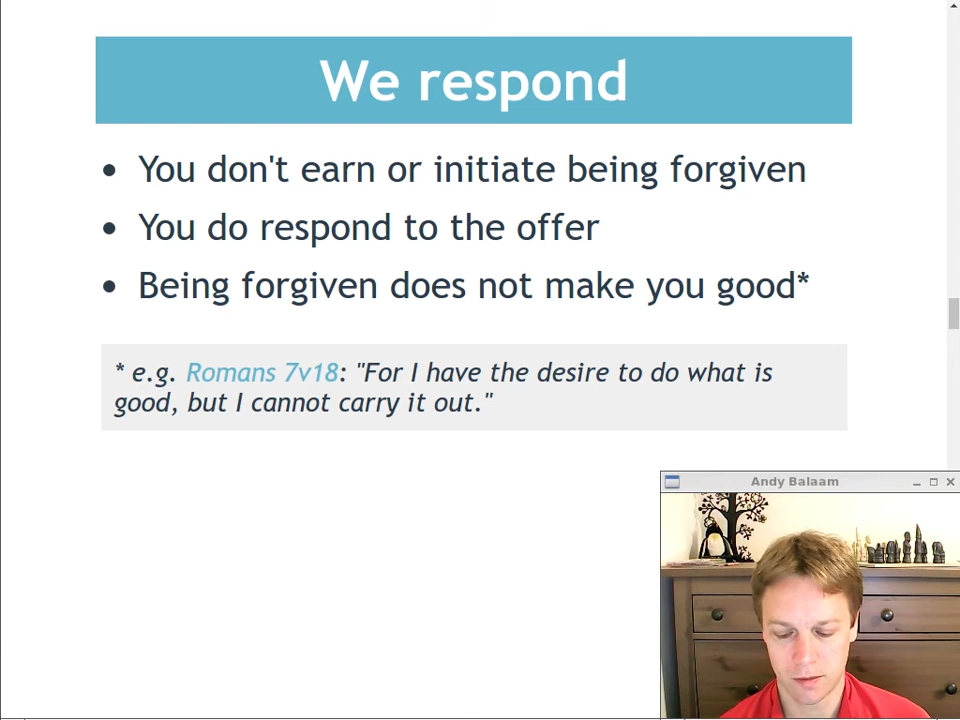 We respond
• You don't earn or initiate being forgiven
• You do respond to the offer
• Being forgiven does not make you good*
* e.g. Romans 7v18: "For I have the desire to do what is
good, but I cannot carry it out."
Andy Balaam